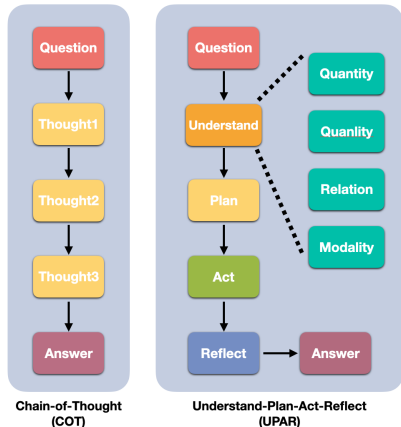 Question
Thought1
Thought2
Thought3
Answer
Chain-of-Thought
(COT)
Question
Understand
Plan
Act
Reflect
Answer
Quantity
Quanlity
Relation
Modality
Understand-Plan-Act-Reflect
(UPAR)